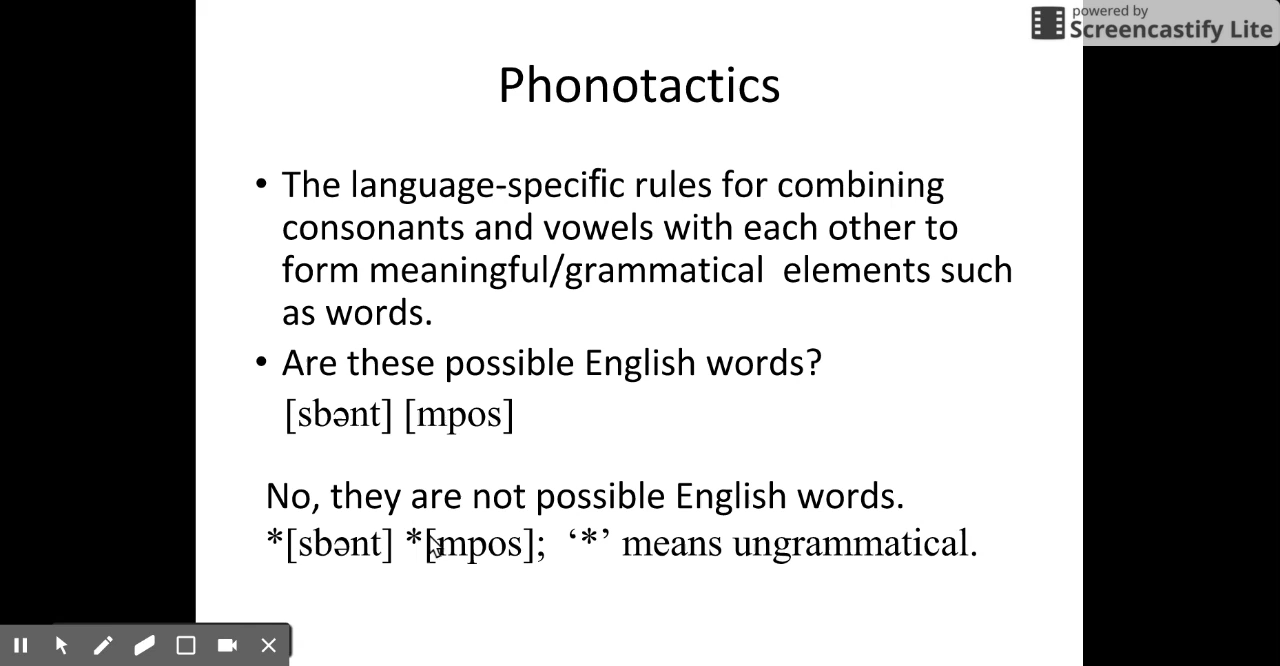 powered by
Screencastify Lite
Phonotactics
• The language-specific rules for combining
consonants and vowels with each other to
form meaningful/grammatical elements such
as words.
• Are these possible English words?
[sbənt] [mpos]
No, they are not possible English words.
*[sbənt] *[mpos]; ‘*’ means ungrammatical.